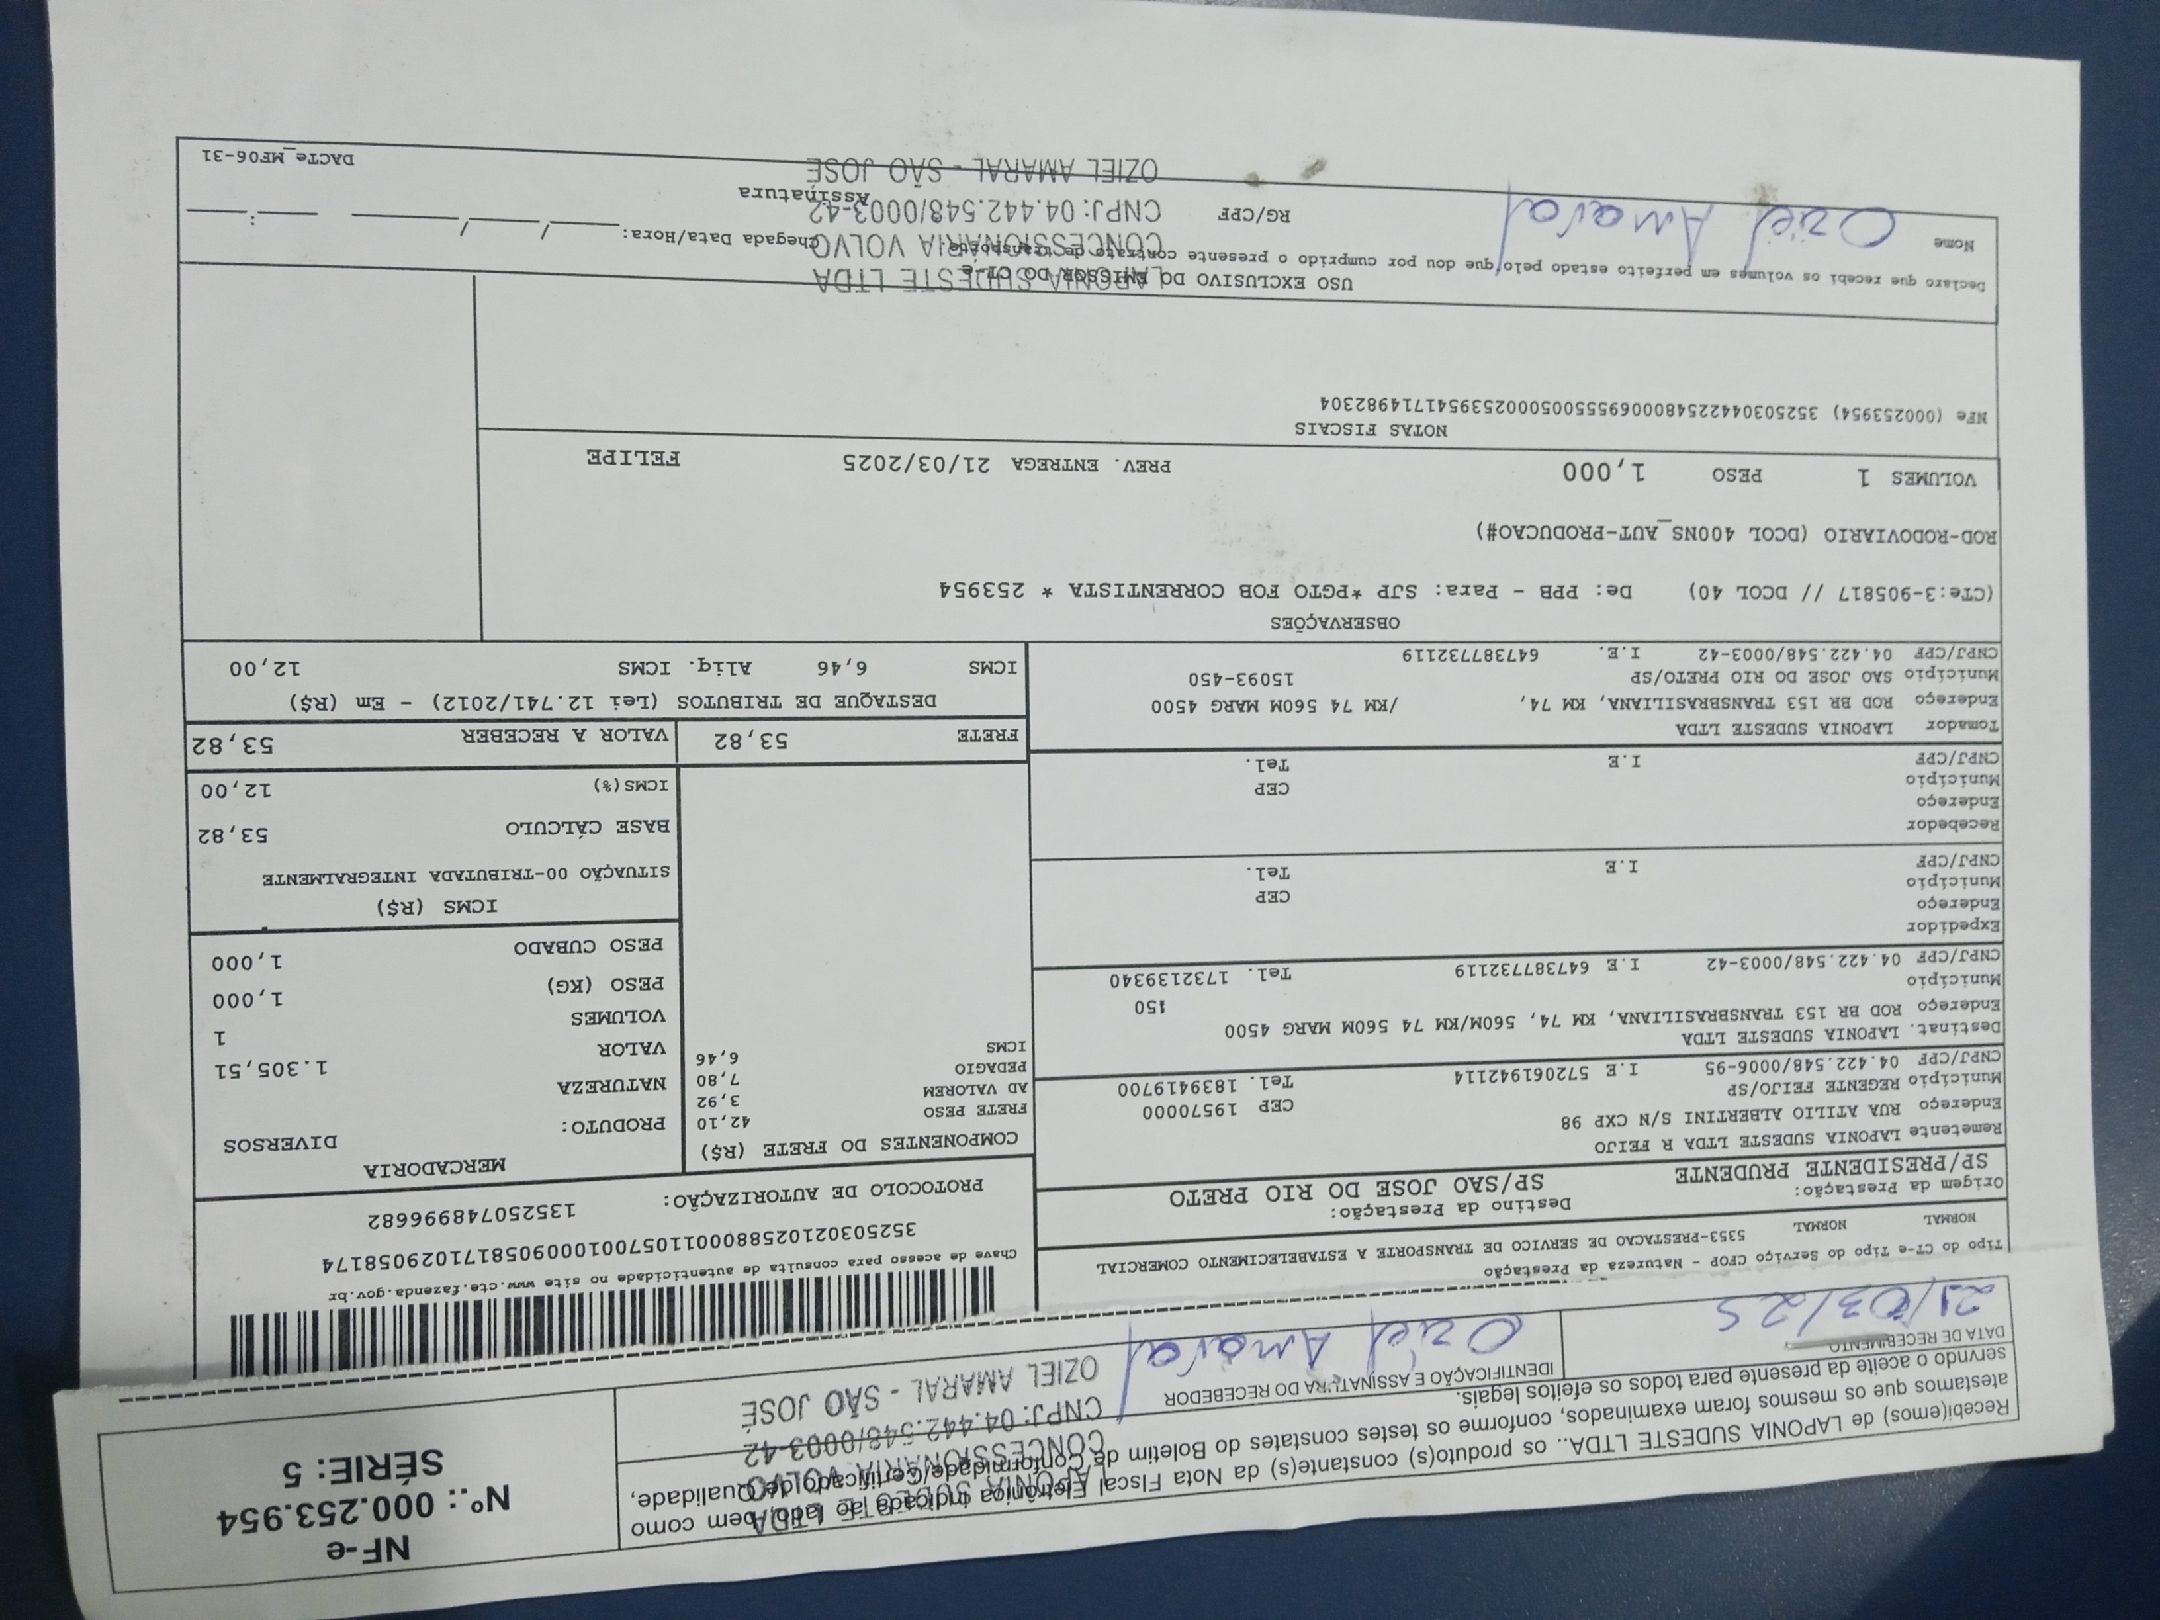 Recebi(emos) de LAPONIA SUDESTE LTDA.. os produto(s) constante(s) da Nota Fiscal Eletrônica indicada ao lado, bem como
atestamos que os mesmos foram examinados, conforme os testes constates do Boletim de Conformidade/Certificado de Qualidade,
servndo o aceite da presente para todos os efeitos legais.
DATA DE RECEBIMENTO
21/03/25
IDENTIFICAÇÃO E ASSINATURA DO RECEBEDOR
Oziel Amaral
LAPONIA SUDESTE LTDA
CONCESSIONÁRIA VOLVO
CNPJ: 04.442.548/0003-42
OZIEL AMARAL - SÃO JOSÉ
NF-e
Nº.: 000.253.954
SÉRIE: 5
Tipo do CT-e Tipo do Serviço CFOP - Natureza da Prestação
NORMAL NORMAL 5353-PRESTACAO DE SERVICO DE TRANSPORTE A ESTABELECIMENTO COMERCIAL
Origem da Prestação: Destino da Prestação:
SP/PRESIDENTE PRUDENTE SP/SAO JOSE DO RIO PRETO
Chave de acesso para consulta de autenticidade no site www.cte.fazenda.gov.br
35250302102588000110570010009058171029058174
PROTOCOLO DE AUTORIZAÇÃO: 135250748996682
Remetente LAPONIA SUDESTE LTDA R FEIJO
Endereço RUA ATILIO ALBERTINI S/N CXP 98
Município REGENTE FEIJO/SP CEP 19570000
CNPJ/CPF 04.422.548/0006-95 I.E 572061942114 Tel. 1839419700
Destinat. LAPONIA SUDESTE LTDA
Endereço ROD BR 153 TRANSBRASILIANA, KM 74, 560M/KM 74 560M MARG 4500
Município 150
CNPJ/CPF 04.422.548/0003-42 I.E 647387732119 Tel. 1732139340
Expedidor
Endereço
Município CEP
CNPJ/CPF I.E Tel.
Recebedor
Endereço
Município CEP
CNPJ/CPF I.E Tel.
Tomador LAPONIA SUDESTE LTDA
Endereço ROD BR 153 TRANSBRASILIANA, KM 74, /KM 74 560M MARG 4500
Município SAO JOSE DO RIO PRETO/SP 15093-450
CNPJ/CPF 04.422.548/0003-42 I.E. 647387732119
COMPONENTES DO FRETE (R$)
FRETE PESO 42,10
AD VALOREM 3,92
PEDAGIO 7,80
ICMS 6,46
MERCADORIA
PRODUTO: DIVERSOS
NATUREZA
VALOR 1.305,51
VOLUMES 1
PESO (KG) 1,000
PESO CUBADO 1,000
ICMS (R$)
SITUAÇÃO 00-TRIBUTADA INTEGRALMENTE
BASE CÁLCULO 53,82
ICMS(%) 12,00
FRETE 53,82 VALOR A RECEBER 53,82
DESTAQUE DE TRIBUTOS (Lei 12.741/2012) - Em (R$)
ICMS 6,46 Aliq. ICMS 12,00
OBSERVAÇÕES
(CTe:3-905817 // DCOL 40) De: PPB - Para: SJP *PGTO FOB CORRENTISTA * 253954
ROD-RODOVIARIO (DCOL 400NS_AUT-PRODUCAO#)
VOLUMES 1 PESO 1,000 PREV. ENTREGA 21/03/2025 FELIPE
NOTAS FISCAIS
NFe (000253954) 35250304422548000695550050002539541714982304
USO EXCLUSIVO DO EMISSOR DO CT-E
Declaro que recebi os volumes em perfeito estado pelo que dou por cumprido o presente contrato de transporte.
Nome Oziel Amaral RG/CPF Assinatura Chegada Data/Hora: ____/____/____ ____:____
LAPONIA SUDESTE LTDA
CONCESSIONÁRIA VOLVO
CNPJ: 04.442.548/0003-42
OZIEL AMARAL - SÃO JOSÉ
DACTe_MF06-31